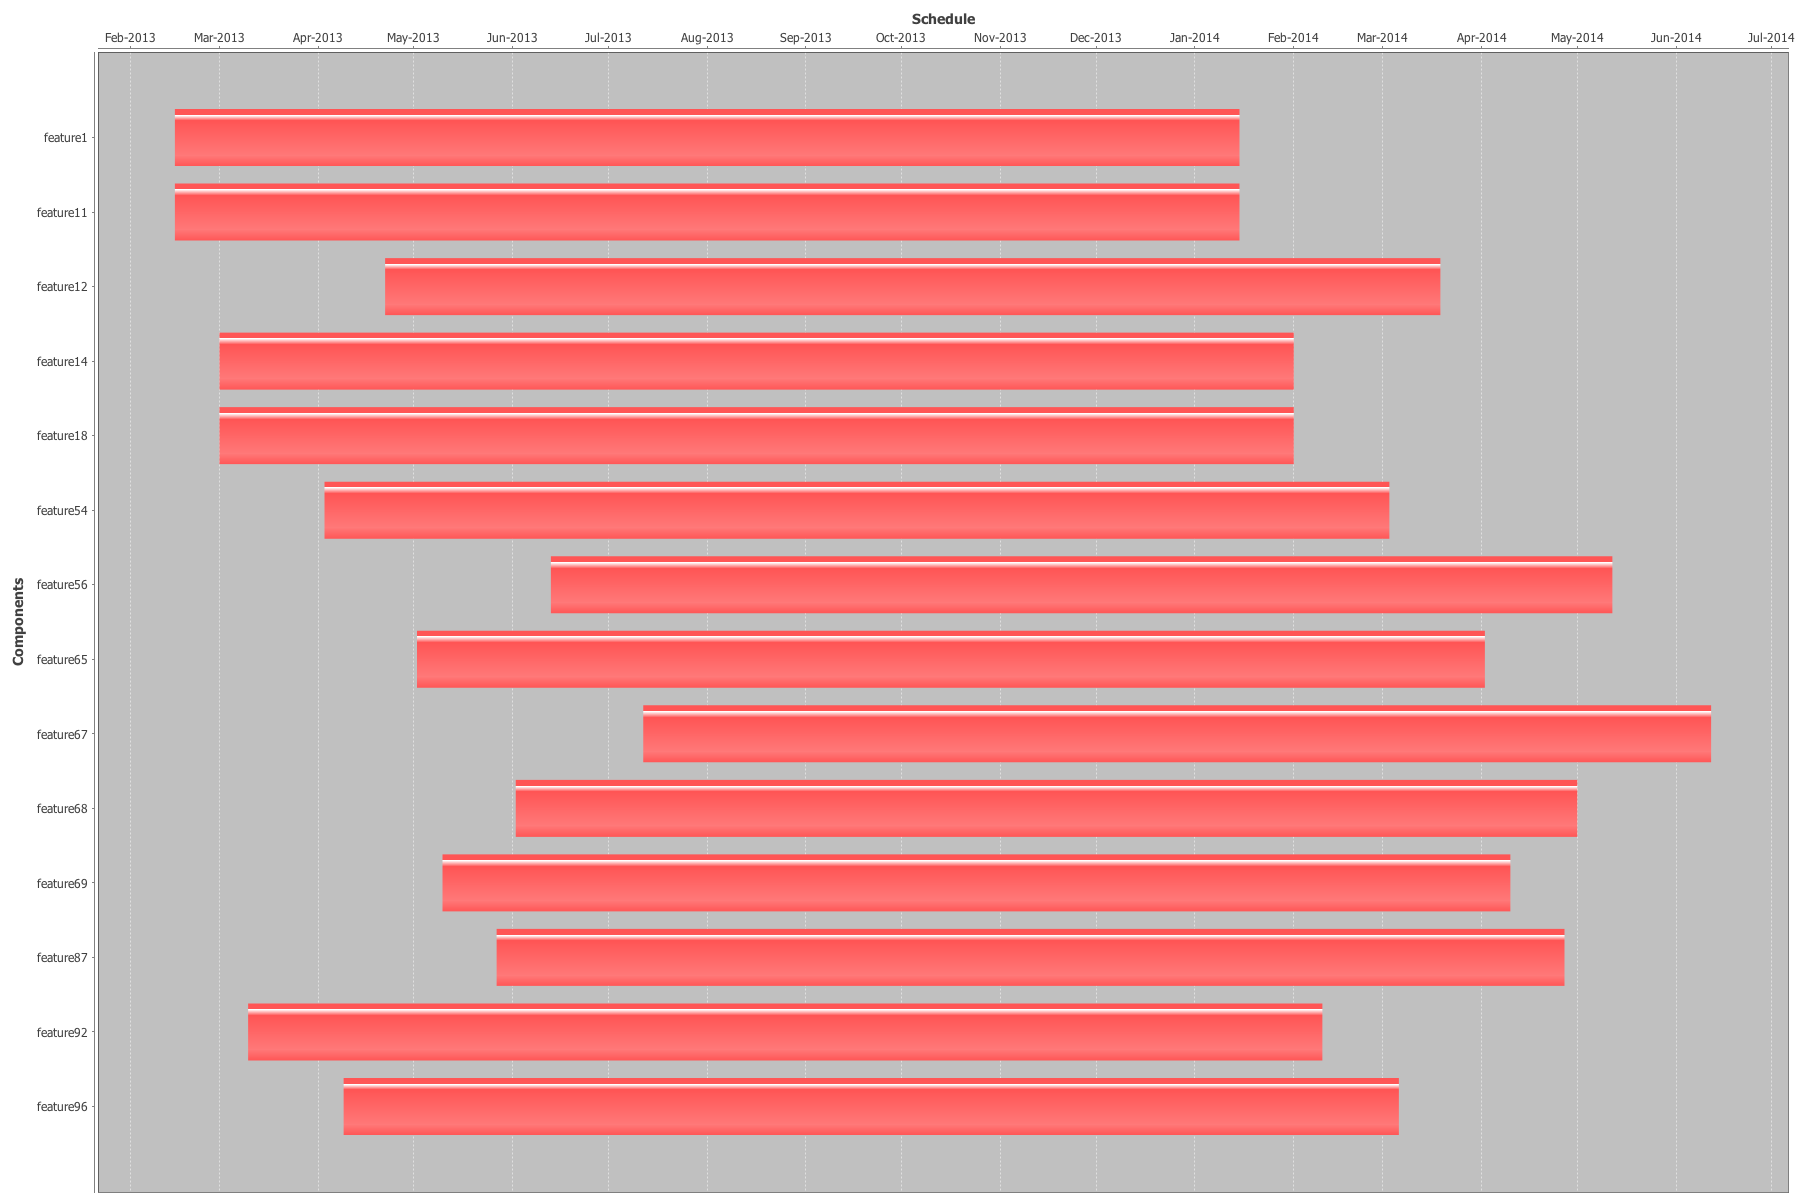 Schedule
Feb-2013 Mar-2013 Apr-2013 May-2013 Jun-2013 Jul-2013 Aug-2013 Sep-2013 Oct-2013 Nov-2013 Dec-2013 Jan-2014 Feb-2014 Mar-2014 Apr-2014 May-2014 Jun-2014 Jul-2014
Components
feature1
feature11
feature12
feature14
feature18
feature54
feature56
feature65
feature67
feature68
feature69
feature87
feature92
feature96